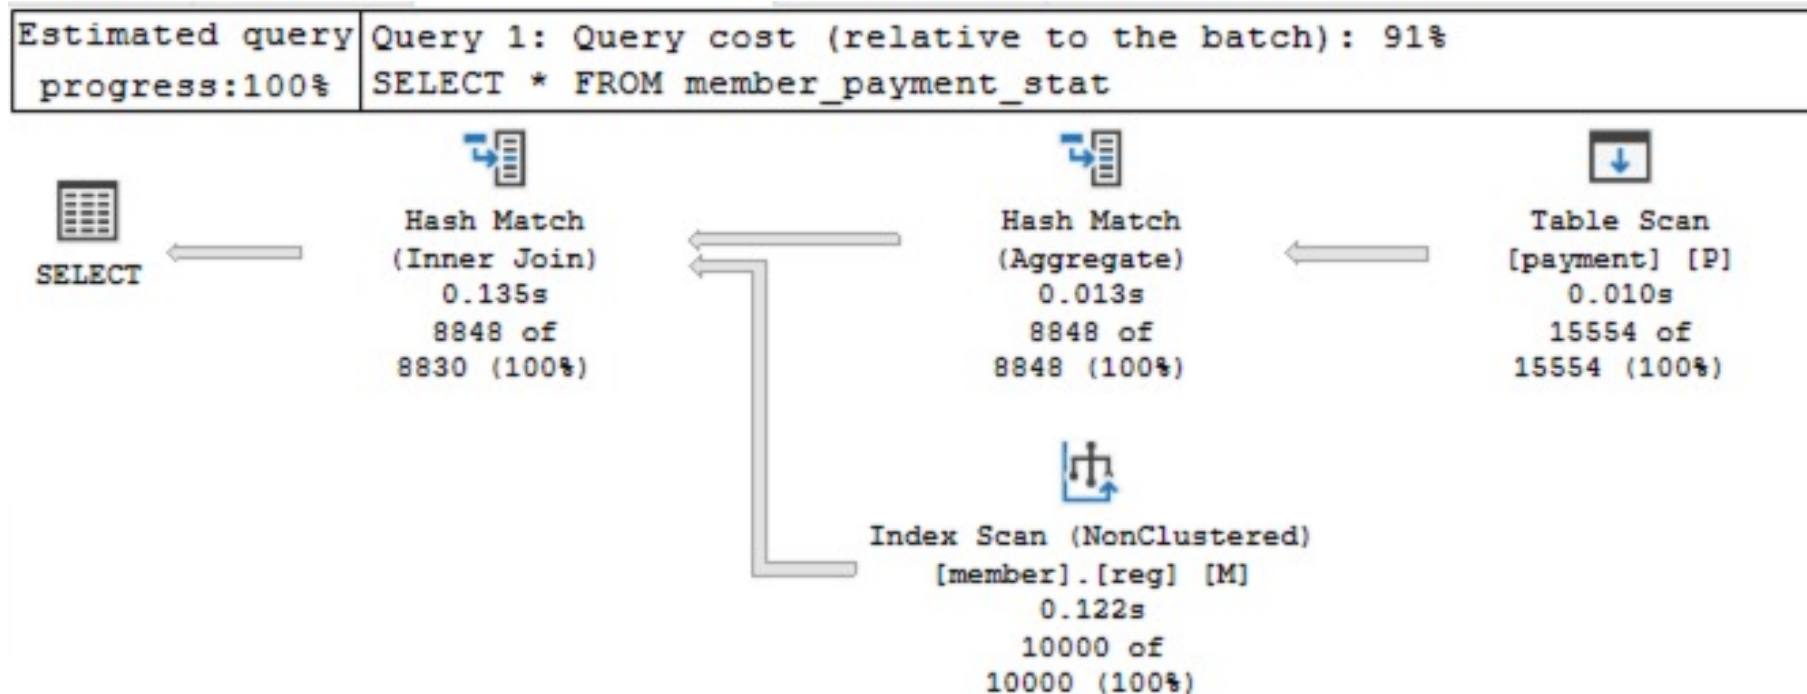 Estimated query
progress:100%
Query 1: Query cost (relative to the batch): 91%
SELECT * FROM member_payment_stat
SELECT
Hash Match
(Inner Join)
0.135s
8848 of
8830 (100%)
Hash Match
(Aggregate)
0.013s
8848 of
8848 (100%)
Table Scan
[payment] [P]
0.010s
15554 of
15554 (100%)
Index Scan (NonClustered)
[member].[reg] [M]
0.122s
10000 of
10000 (100%)